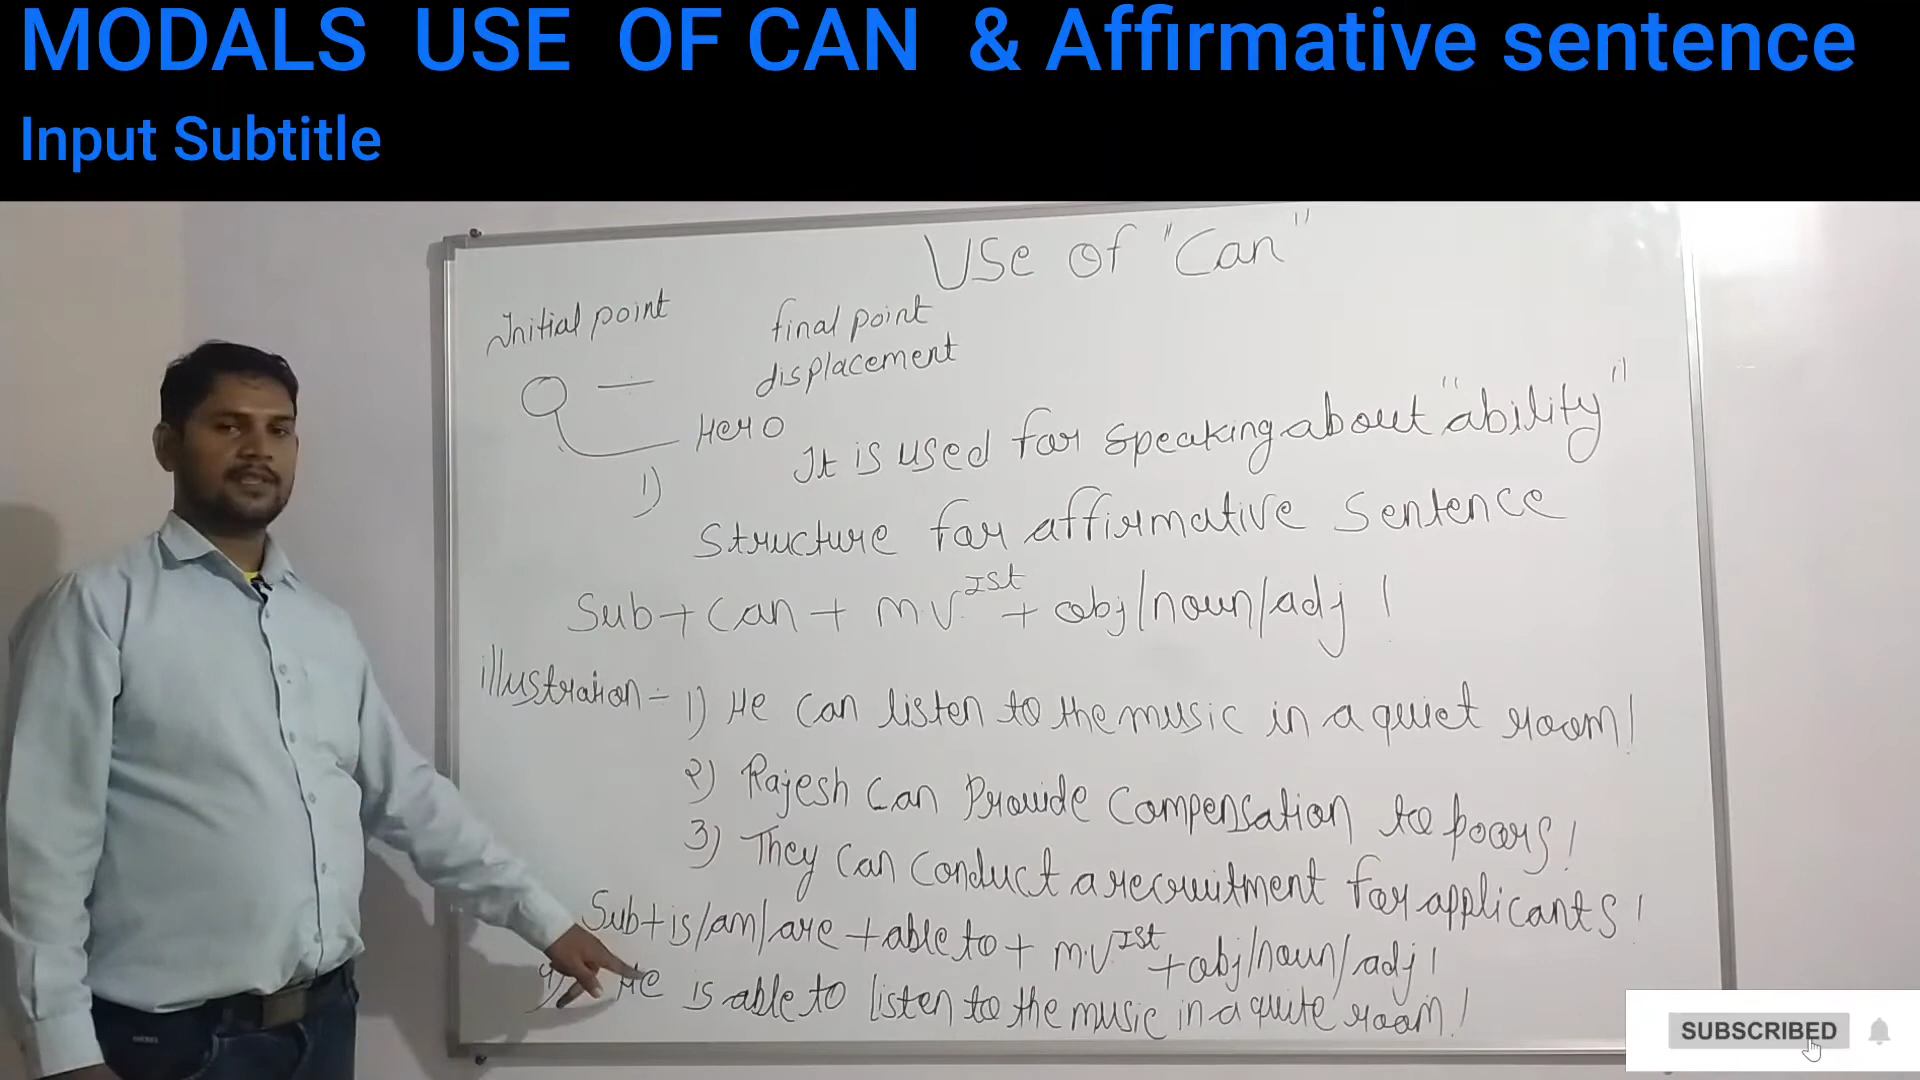 MODALS USE OF CAN & Affirmative sentence
Input Subtitle
Use of "Can"
Initial point
final point
displacement
Hero
1)
It is used for speaking about "ability"
Structure for affirmative Sentence
Sub + Can + m.v Ist + obj/noun/adj !
illustration - 1) He can listen to the music in a quiet room!
2) Rajesh Can Provide Compensation to poors!
3) They can conduct a recruitment for applicants!
Sub + is/am/are + able to + m.v Ist + obj/noun/adj !
He is able to listen to the music in a quite room!
SUBSCRIBED